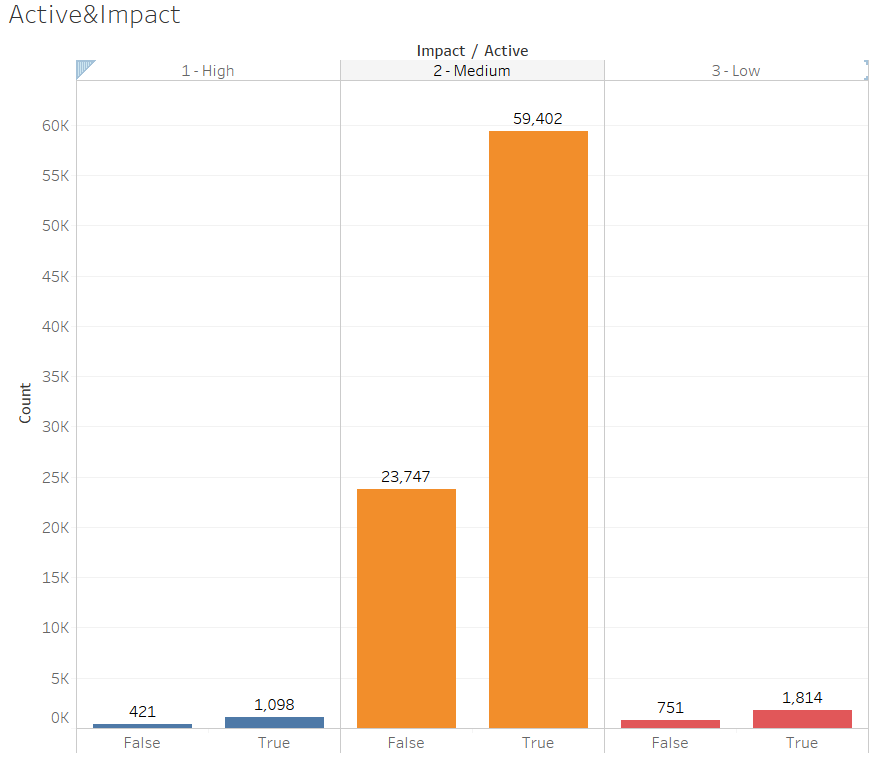 Active&Impact
Impact / Active
1 - High 2 - Medium 3 - Low
60K
55K
50K
45K
40K
35K
30K
25K
20K
15K
10K
5K
0K
Count
421 1,098 23,747 59,402 751 1,814
False True False True False True